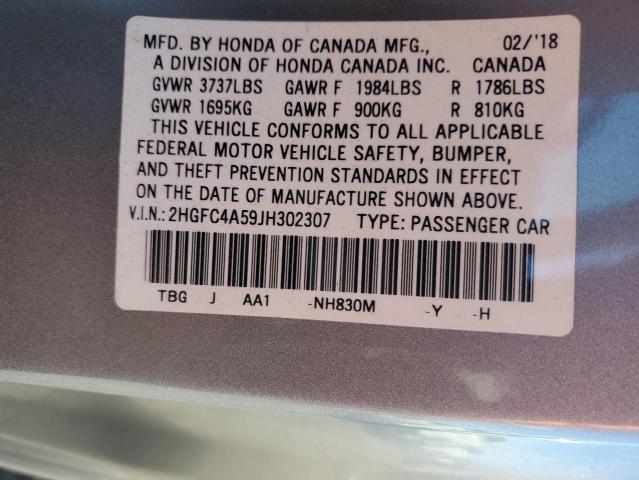 MFD. BY HONDA OF CANADA MFG., 02/'18
A DIVISION OF HONDA CANADA INC. CANADA
GVWR 3737LBS GAWR F 1984LBS R 1786LBS
GVWR 1695KG GAWR F 900KG R 810KG
THIS VEHICLE CONFORMS TO ALL APPLICABLE
FEDERAL MOTOR VEHICLE SAFETY, BUMPER,
AND THEFT PREVENTION STANDARDS IN EFFECT
ON THE DATE OF MANUFACTURE SHOWN ABOVE.
V.I.N.: 2HGFC4A59JH302307 TYPE: PASSENGER CAR
TBG J AA1 -NH830M -Y -H